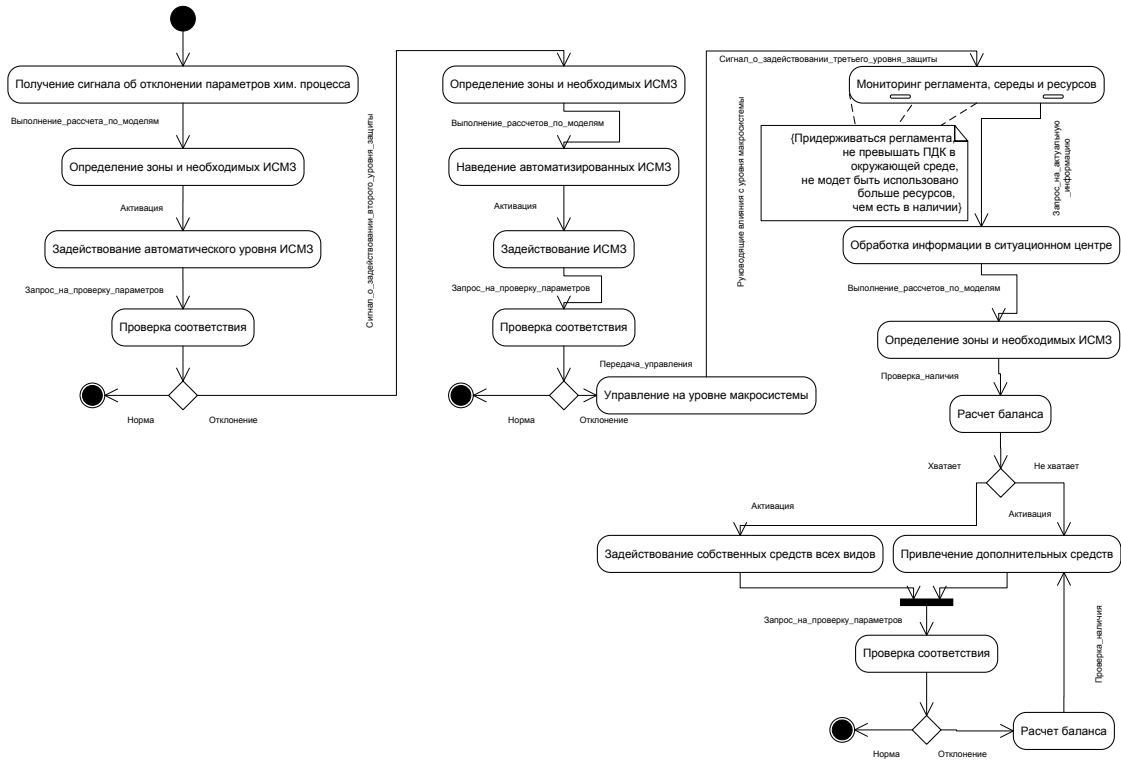 Получение сигнала об отклонении параметров хим. процесса
Выполнение_рассчета_по_моделям
Определение зоны и необходимых ИСМЗ
Активация
Задействование автоматического уровня ИСМЗ
Запрос_на_проверку_параметров
Проверка соответствия
Норма
Отклонение
Сигнал_о_задействовании_второго_уровня_защиты
Определение зоны и необходимых ИСМЗ
Выполнение_рассчетов_по_моделям
Наведение автоматизированных ИСМЗ
Задействование ИСМЗ
Запрос_на_проверку_параметров
Проверка соответствия
Норма
Отклонение
Передача_управления
Управление на уровне макросистемы
Руководящие влияния с уровня макросистемы
Сигнал_о_задействовании_третьего_уровня_защиты
Мониторинг регламента, середы и ресурсов
{Придерживаться регламента,
не превышать ПДК в
окружающей среде,
не модет быть использовано
больше ресурсов,
чем есть в наличии}
Запрос_на_актуальную
_информацию
Обработка информации в ситуационном центре
Выполнение_рассчетов_по_моделям
Определение зоны и необходимых ИСМЗ
Проверка_наличия
Расчет баланса
Хватает
Не хватает
Активация
Активация
Задействование собственных средств всех видов
Привлечение дополнительных средств
Запрос_на_проверку_параметров
Проверка соответствия
Проверка_наличия
Норма
Отклонение
Расчет баланса